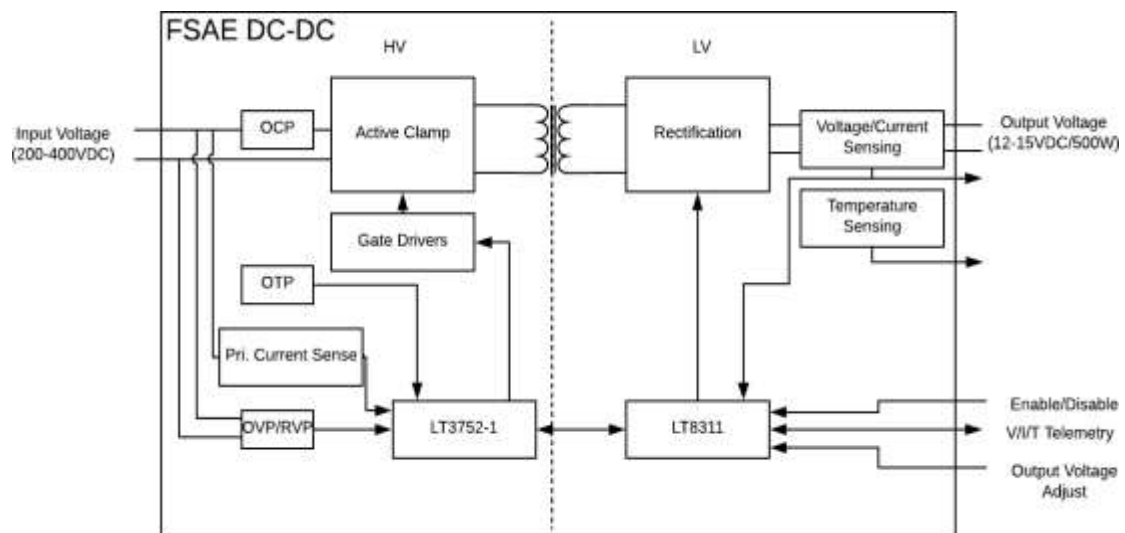 FSAE DC-DC
HV
LV
Input Voltage
(200-400VDC)
OCP
Active Clamp
Rectification
Voltage/Current
Sensing
Output Voltage
(12-15VDC/500W)
Temperature
Sensing
Gate Drivers
OTP
Pri. Current Sense
OVP/RVP
LT3752-1
LT8311
Enable/Disable
V/I/T Telemetry
Output Voltage
Adjust